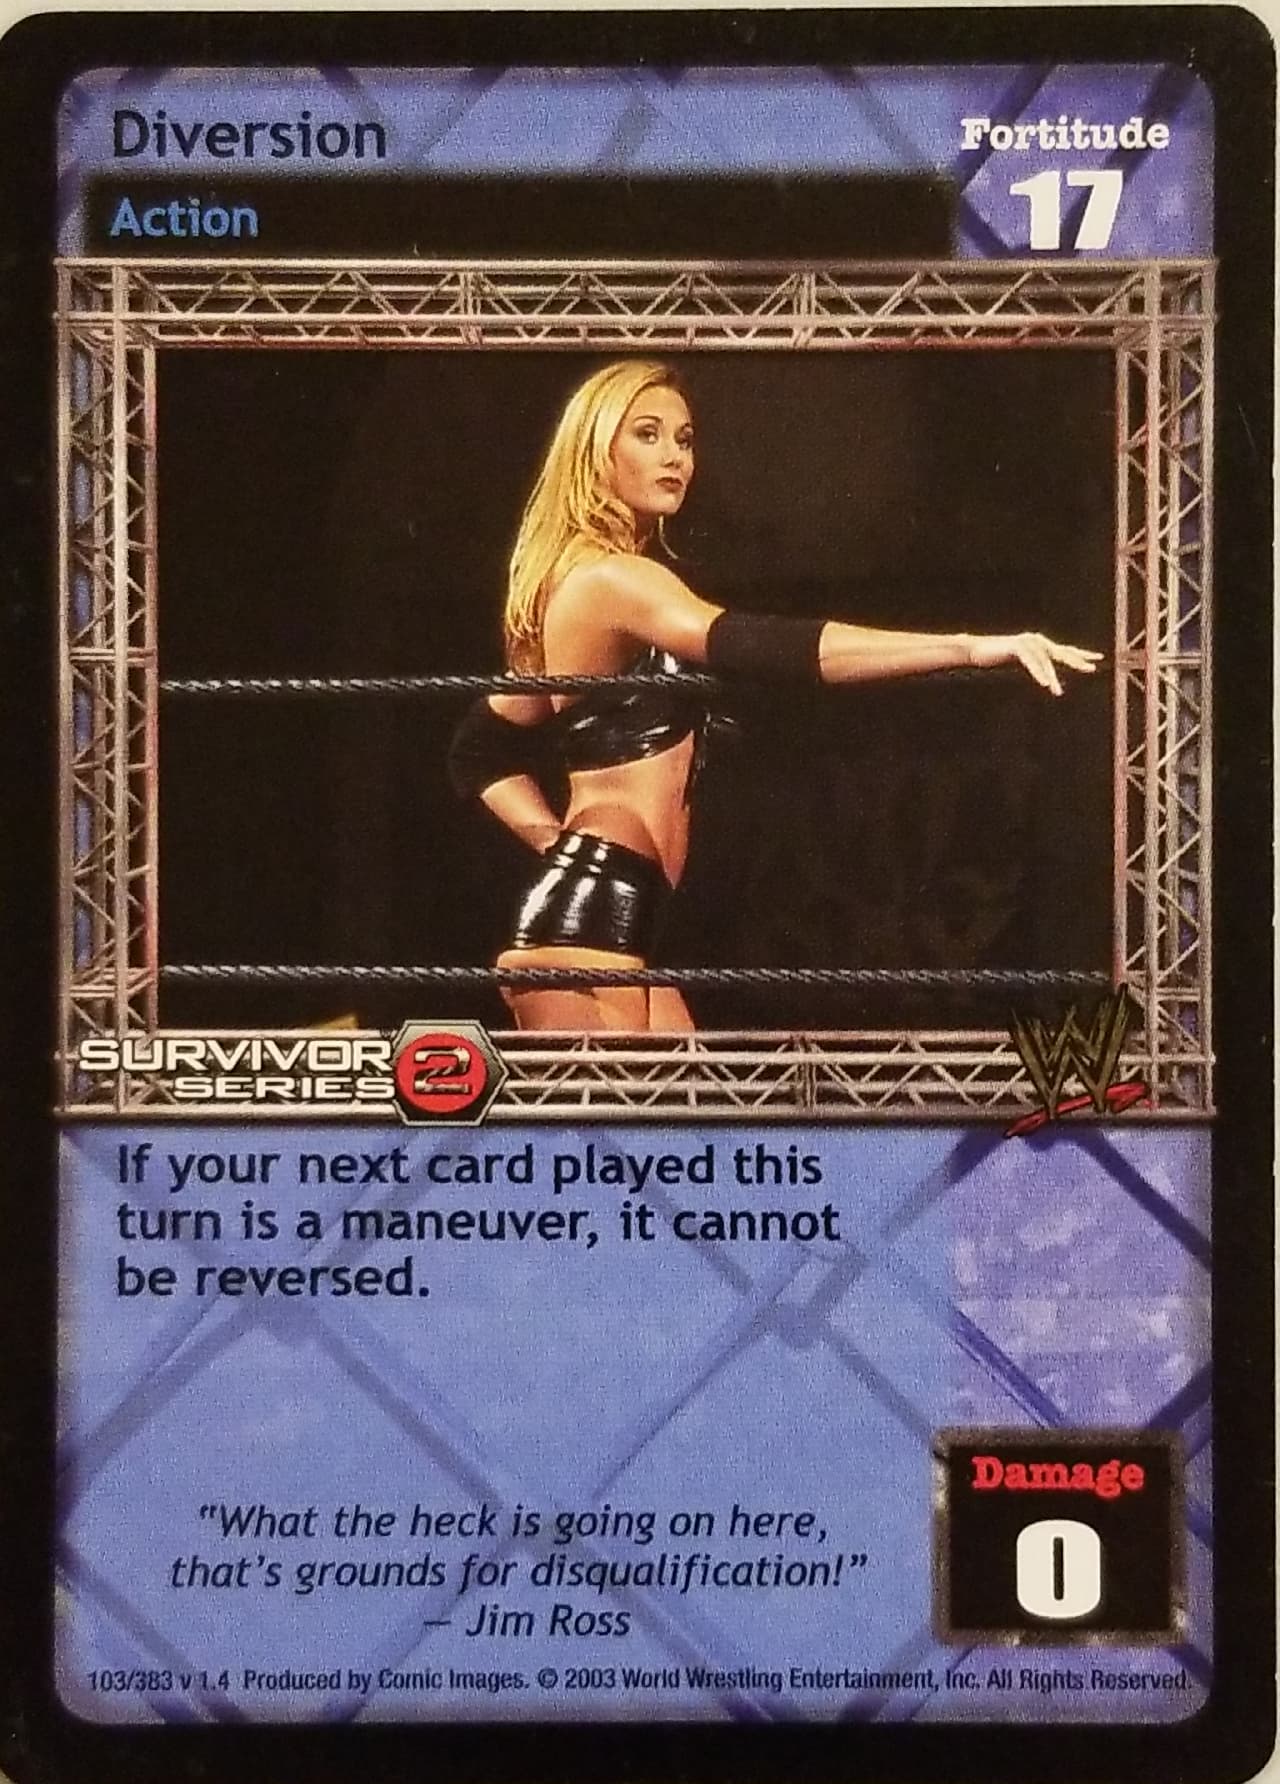 Diversion
Fortitude
17
Action
SURVIVOR
SERIES 2
W
If your next card played this
turn is a maneuver, it cannot
be reversed.
Damage
0
"What the heck is going on here,
that's grounds for disqualification!"
– Jim Ross
103/383 v 1.4 Produced by Comic Images. © 2003 World Wrestling Entertainment, Inc. All Rights Reserved.